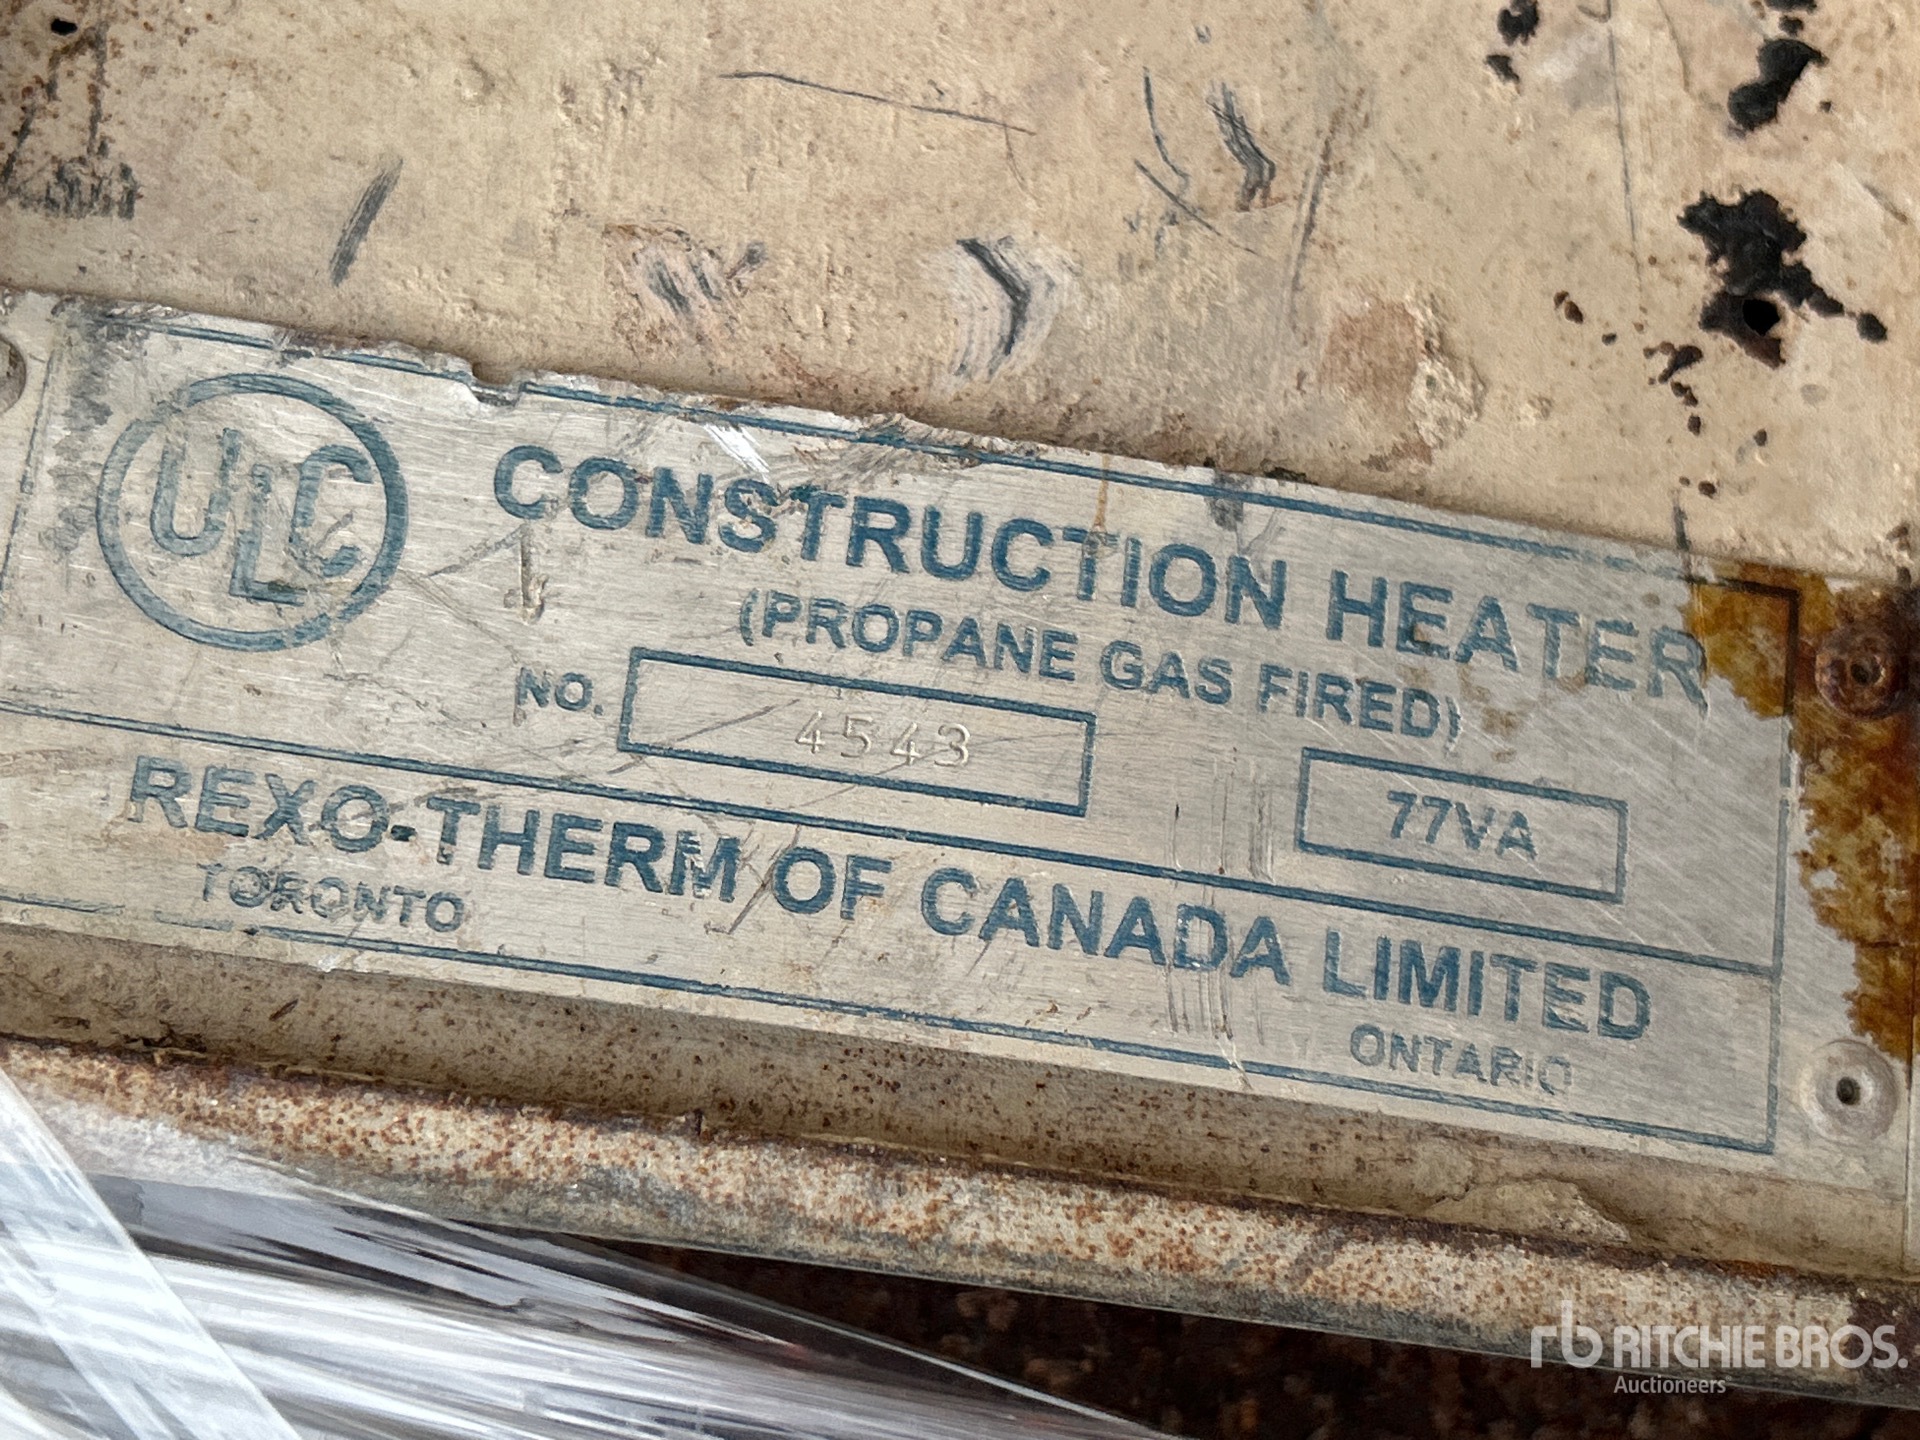 ULC
CONSTRUCTION HEATER
(PROPANE GAS FIRED)
NO. 4543
77VA
REXO-THERM OF CANADA LIMITED
TORONTO ONTARIO
rb RITCHIE BROS.
Auctioneers